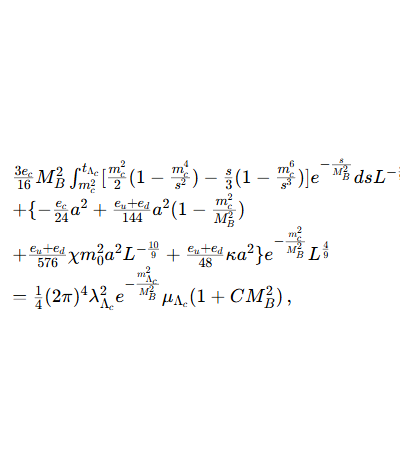 \frac{3e_c}{16} M_B^2 \int_{m_c^2}^{t_{\Lambda_c}} [\frac{m_c^2}{2}(1 - \frac{m_c^4}{s^2}) - \frac{s}{3}(1 - \frac{m_c^6}{s^3})] e^{-\frac{s}{M_B^2}} ds L^{-
+\{-\frac{e_c}{24} a^2 + \frac{e_u+e_d}{144} a^2 (1 - \frac{m_c^2}{M_B^2})
+\frac{e_u+e_d}{576} \chi m_0^2 a^2 L^{-\frac{10}{9}} + \frac{e_u+e_d}{48} \kappa a^2\} e^{-\frac{m_c^2}{M_B^2}} L^{\frac{4}{9}}
= \frac{1}{4} (2\pi)^4 \lambda_{\Lambda_c}^2 e^{-\frac{m_{\Lambda_c}^2}{M_B^2}} \mu_{\Lambda_c} (1 + CM_B^2) ,